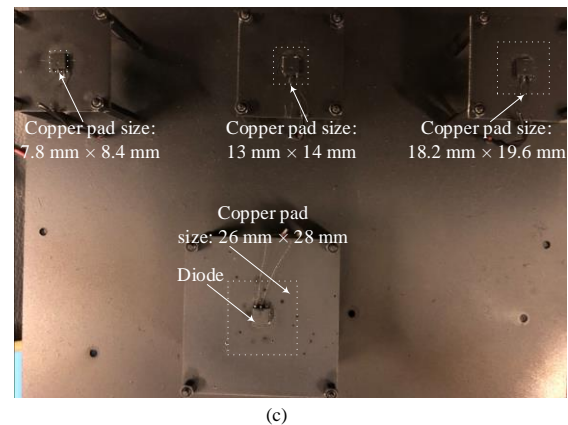 Copper pad size:
7.8 mm × 8.4 mm
Copper pad size:
13 mm × 14 mm
Copper pad size:
18.2 mm × 19.6 mm
Copper pad
size: 26 mm × 28 mm
Diode
(c)